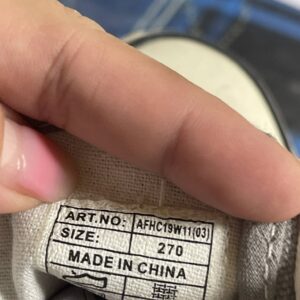 ART.NO: AFHC19W11(03)
SIZE: 270
MADE IN CHINA